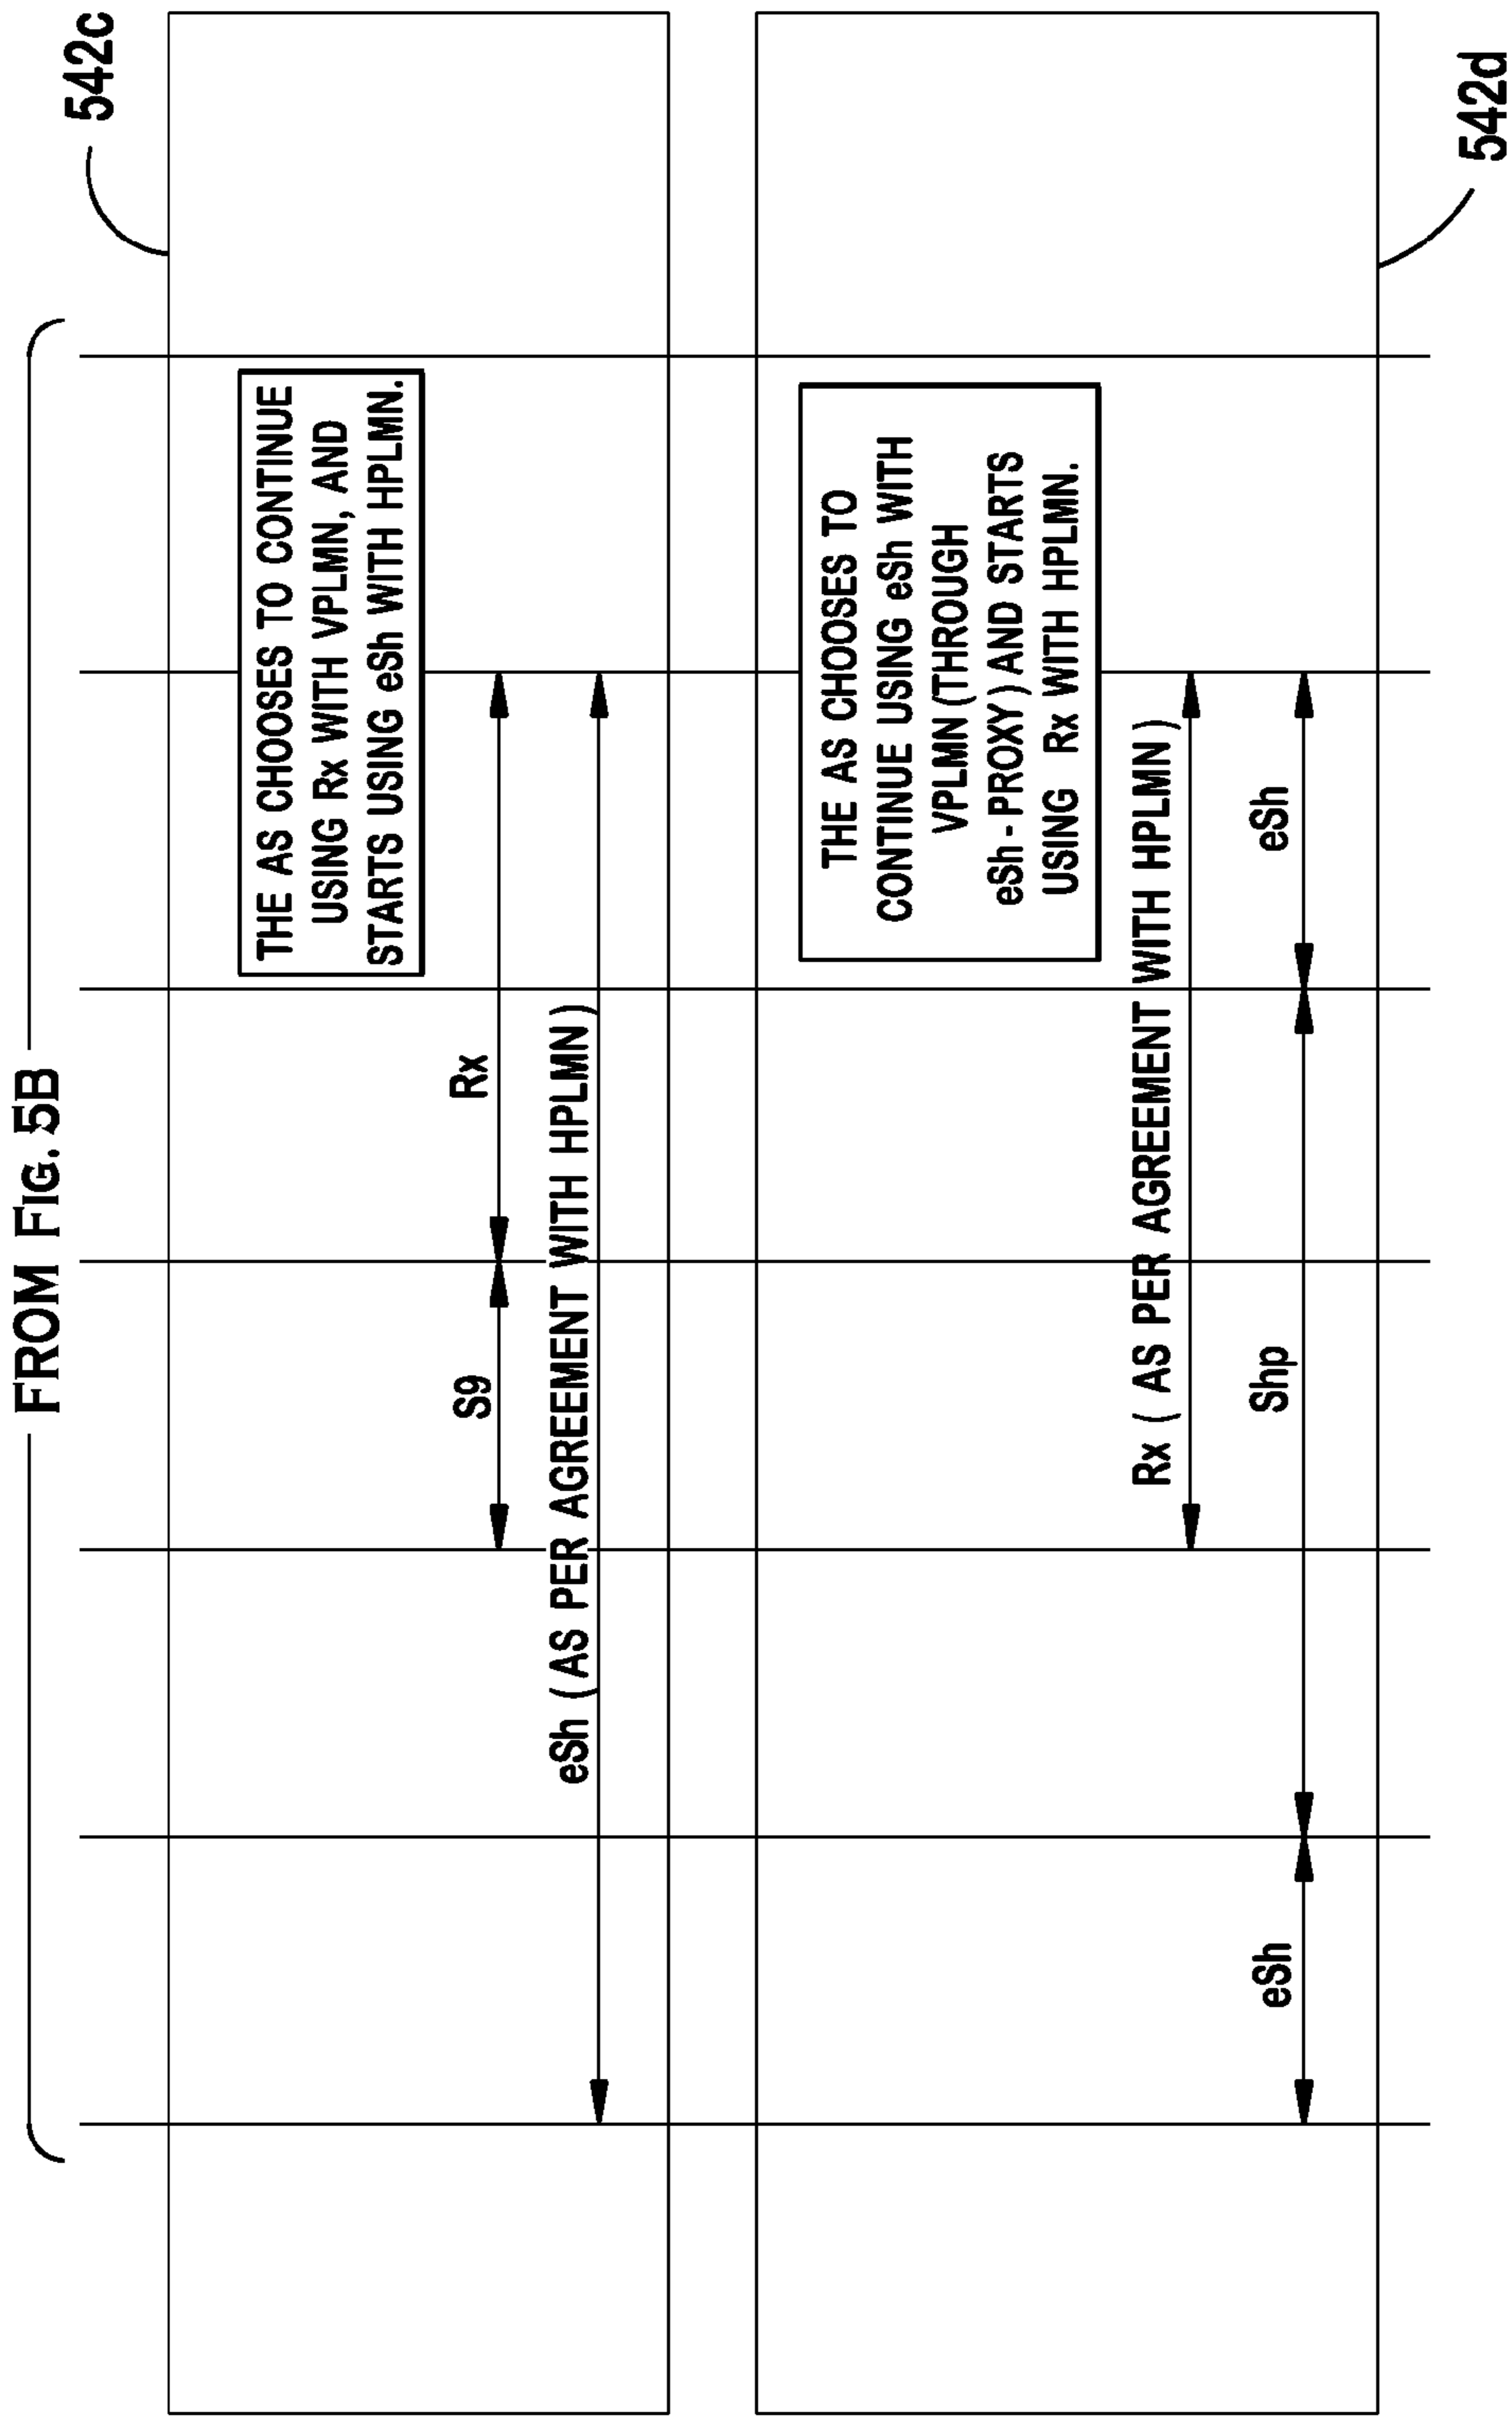 FROM FIG. 5B
542c
THE AS CHOOSES TO CONTINUE
USING Rx WITH VPLMN, AND
STARTS USING eSh WITH HPLMN.
S9
Rx
eSh (AS PER AGREEMENT WITH HPLMN)
THE AS CHOOSES TO
CONTINUE USING eSh WITH
VPLMN (THROUGH
eSh - PROXY) AND STARTS
USING Rx WITH HPLMN.
Rx ( AS PER AGREEMENT WITH HPLMN)
eSh
Shp
eSh
542d